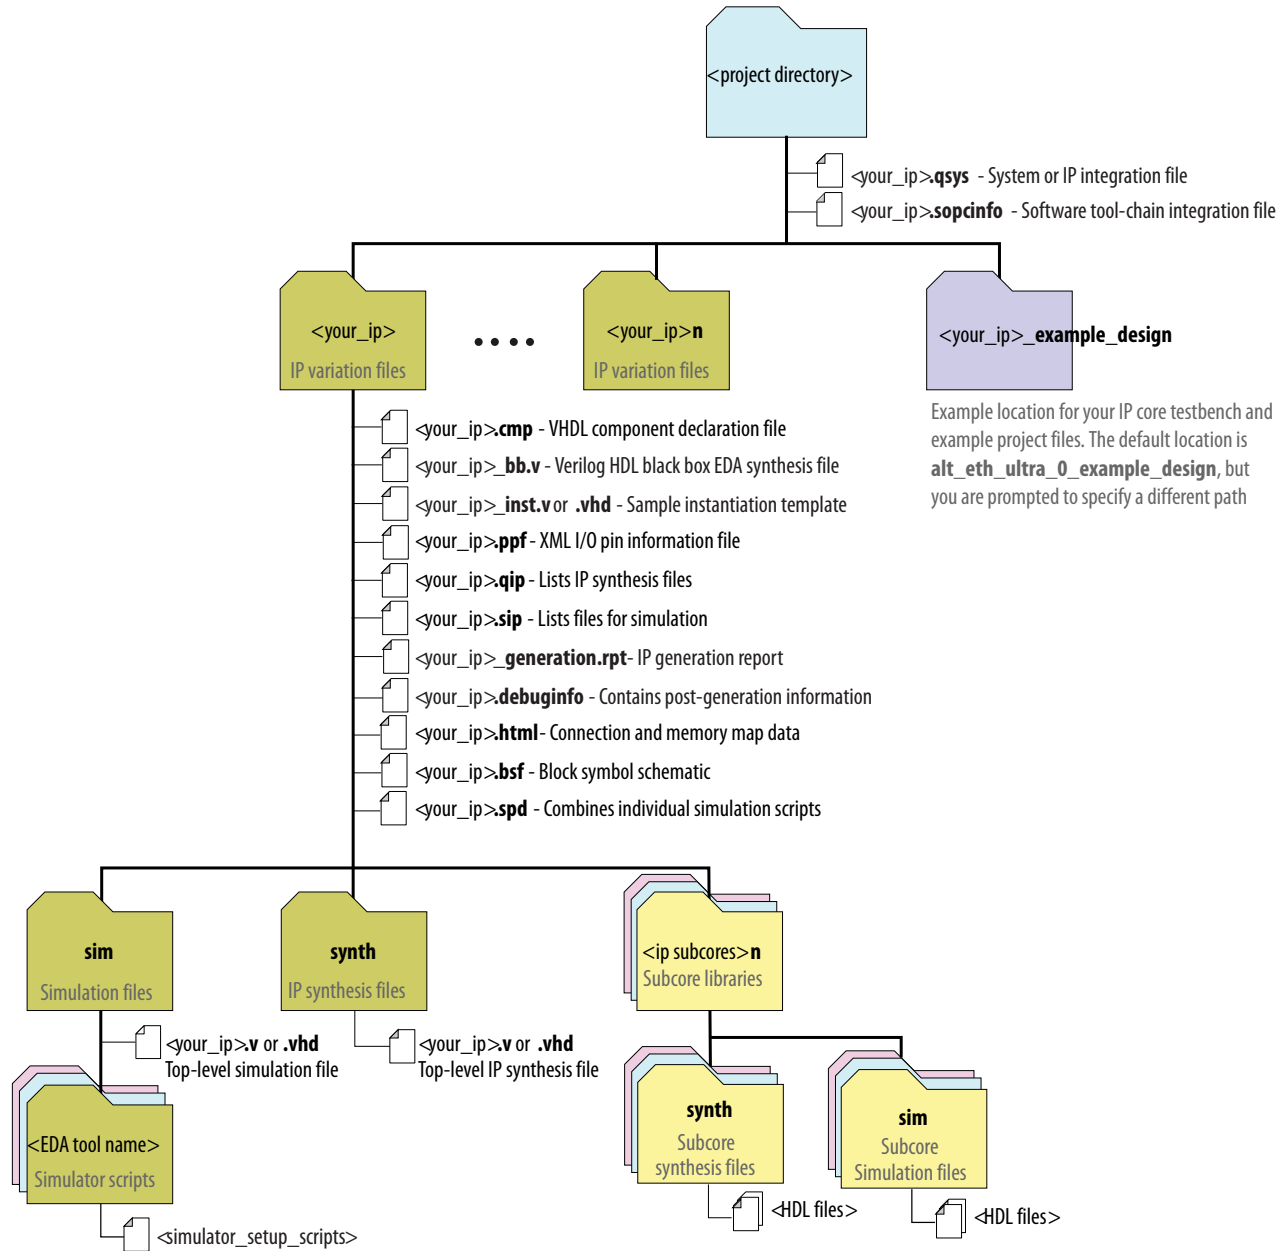 <project directory>
<your_ip>.qsys - System or IP integration file
<your_ip>.sopcinfo - Software tool-chain integration file
<your_ip>
IP variation files
<your_ip>n
IP variation files
<your_ip>_example_design
Example location for your IP core testbench and
example project files. The default location is
alt_eth_ultra_0_example_design, but
you are prompted to specify a different path
<your_ip>.cmp - VHDL component declaration file
<your_ip>_bb.v - Verilog HDL black box EDA synthesis file
<your_ip>_inst.v or .vhd - Sample instantiation template
<your_ip>.ppf - XML I/O pin information file
<your_ip>.qip - Lists IP synthesis files
<your_ip>.sip - Lists files for simulation
<your_ip>_generation.rpt- IP generation report
<your_ip>.debuginfo - Contains post-generation information
<your_ip>.html- Connection and memory map data
<your_ip>.bsf - Block symbol schematic
<your_ip>.spd - Combines individual simulation scripts
sim
Simulation files
synth
IP synthesis files
<ip subcores>n
Subcore libraries
<your_ip>.v or .vhd
Top-level simulation file
<your_ip>.v or .vhd
Top-level IP synthesis file
<EDA tool name>
Simulator scripts
synth
Subcore
synthesis files
sim
Subcore
Simulation files
<HDL files>
<HDL files>
<simulator_setup_scripts>